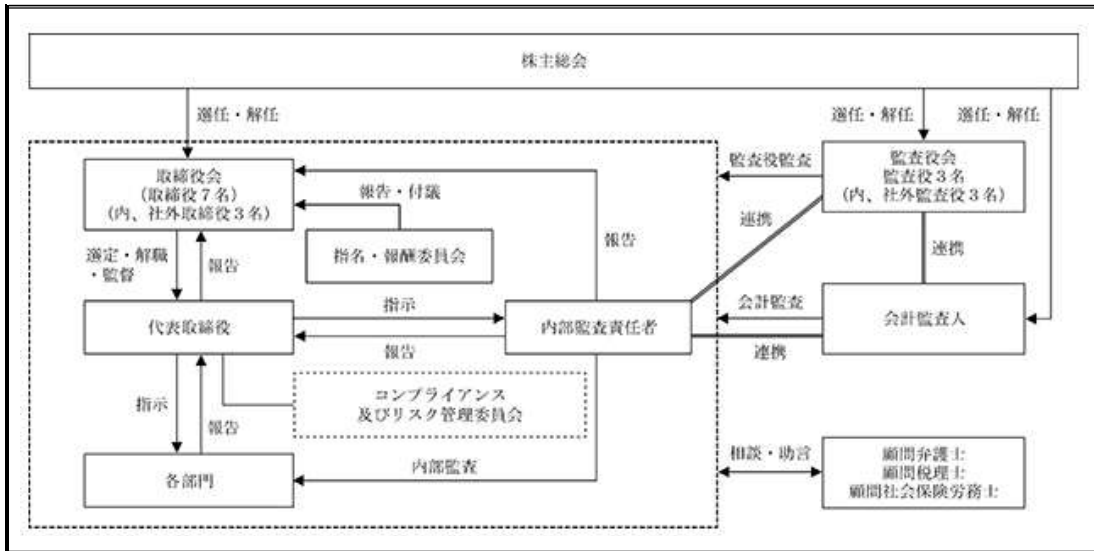 株主総会
選任・解任
選任・解任
選任・解任
取締役会
(取締役7名)
(内、社外取締役3名)
報告・付議
監査役監査
監査役会
監査役3名
(内、社外監査役3名)
連携
選定・解職
・監督
報告
指名・報酬委員会
報告
連携
代表取締役
指示
報告
内部監査責任者
会計監査
連携
会計監査人
指示
報告
コンプライアンス
及びリスク管理委員会
各部門
内部監査
相談・助言
顧問弁護士
顧問税理士
顧問社会保険労務士